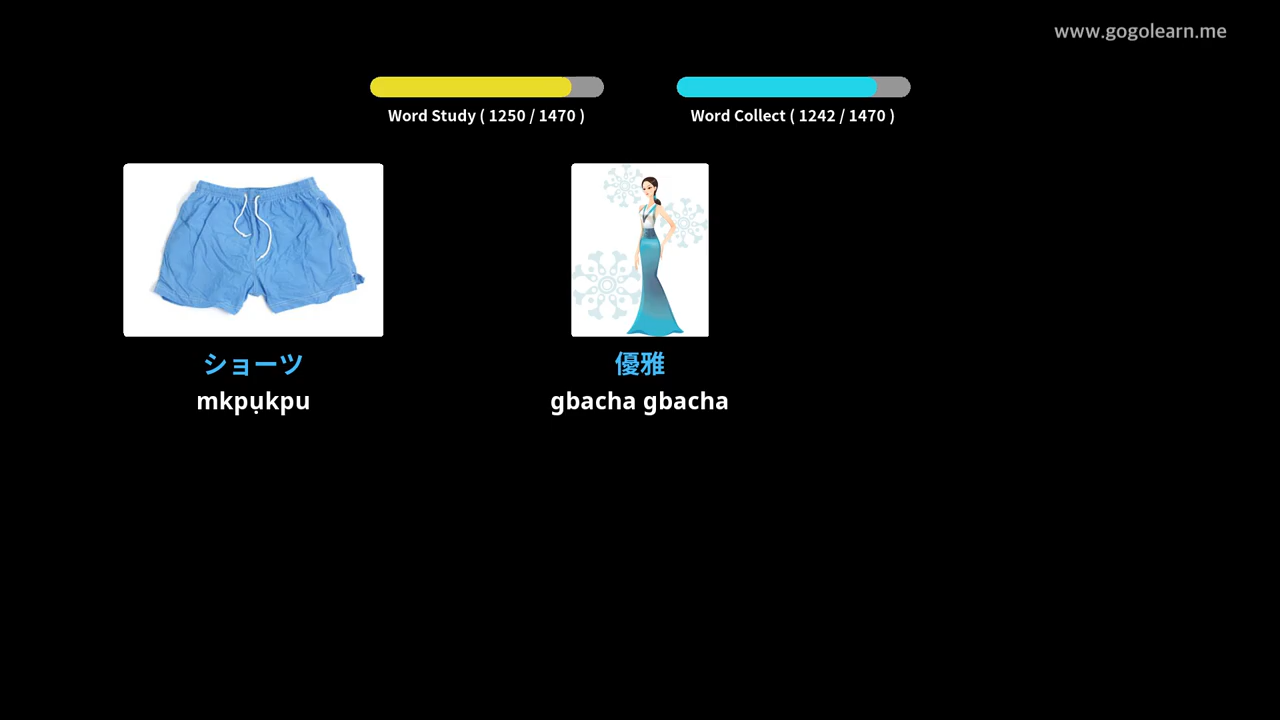 www.gogolearn.me
Word Study ( 1250 / 1470 )
Word Collect ( 1242 / 1470 )
ショーツ
mkpụkpu
優雅
gbacha gbacha